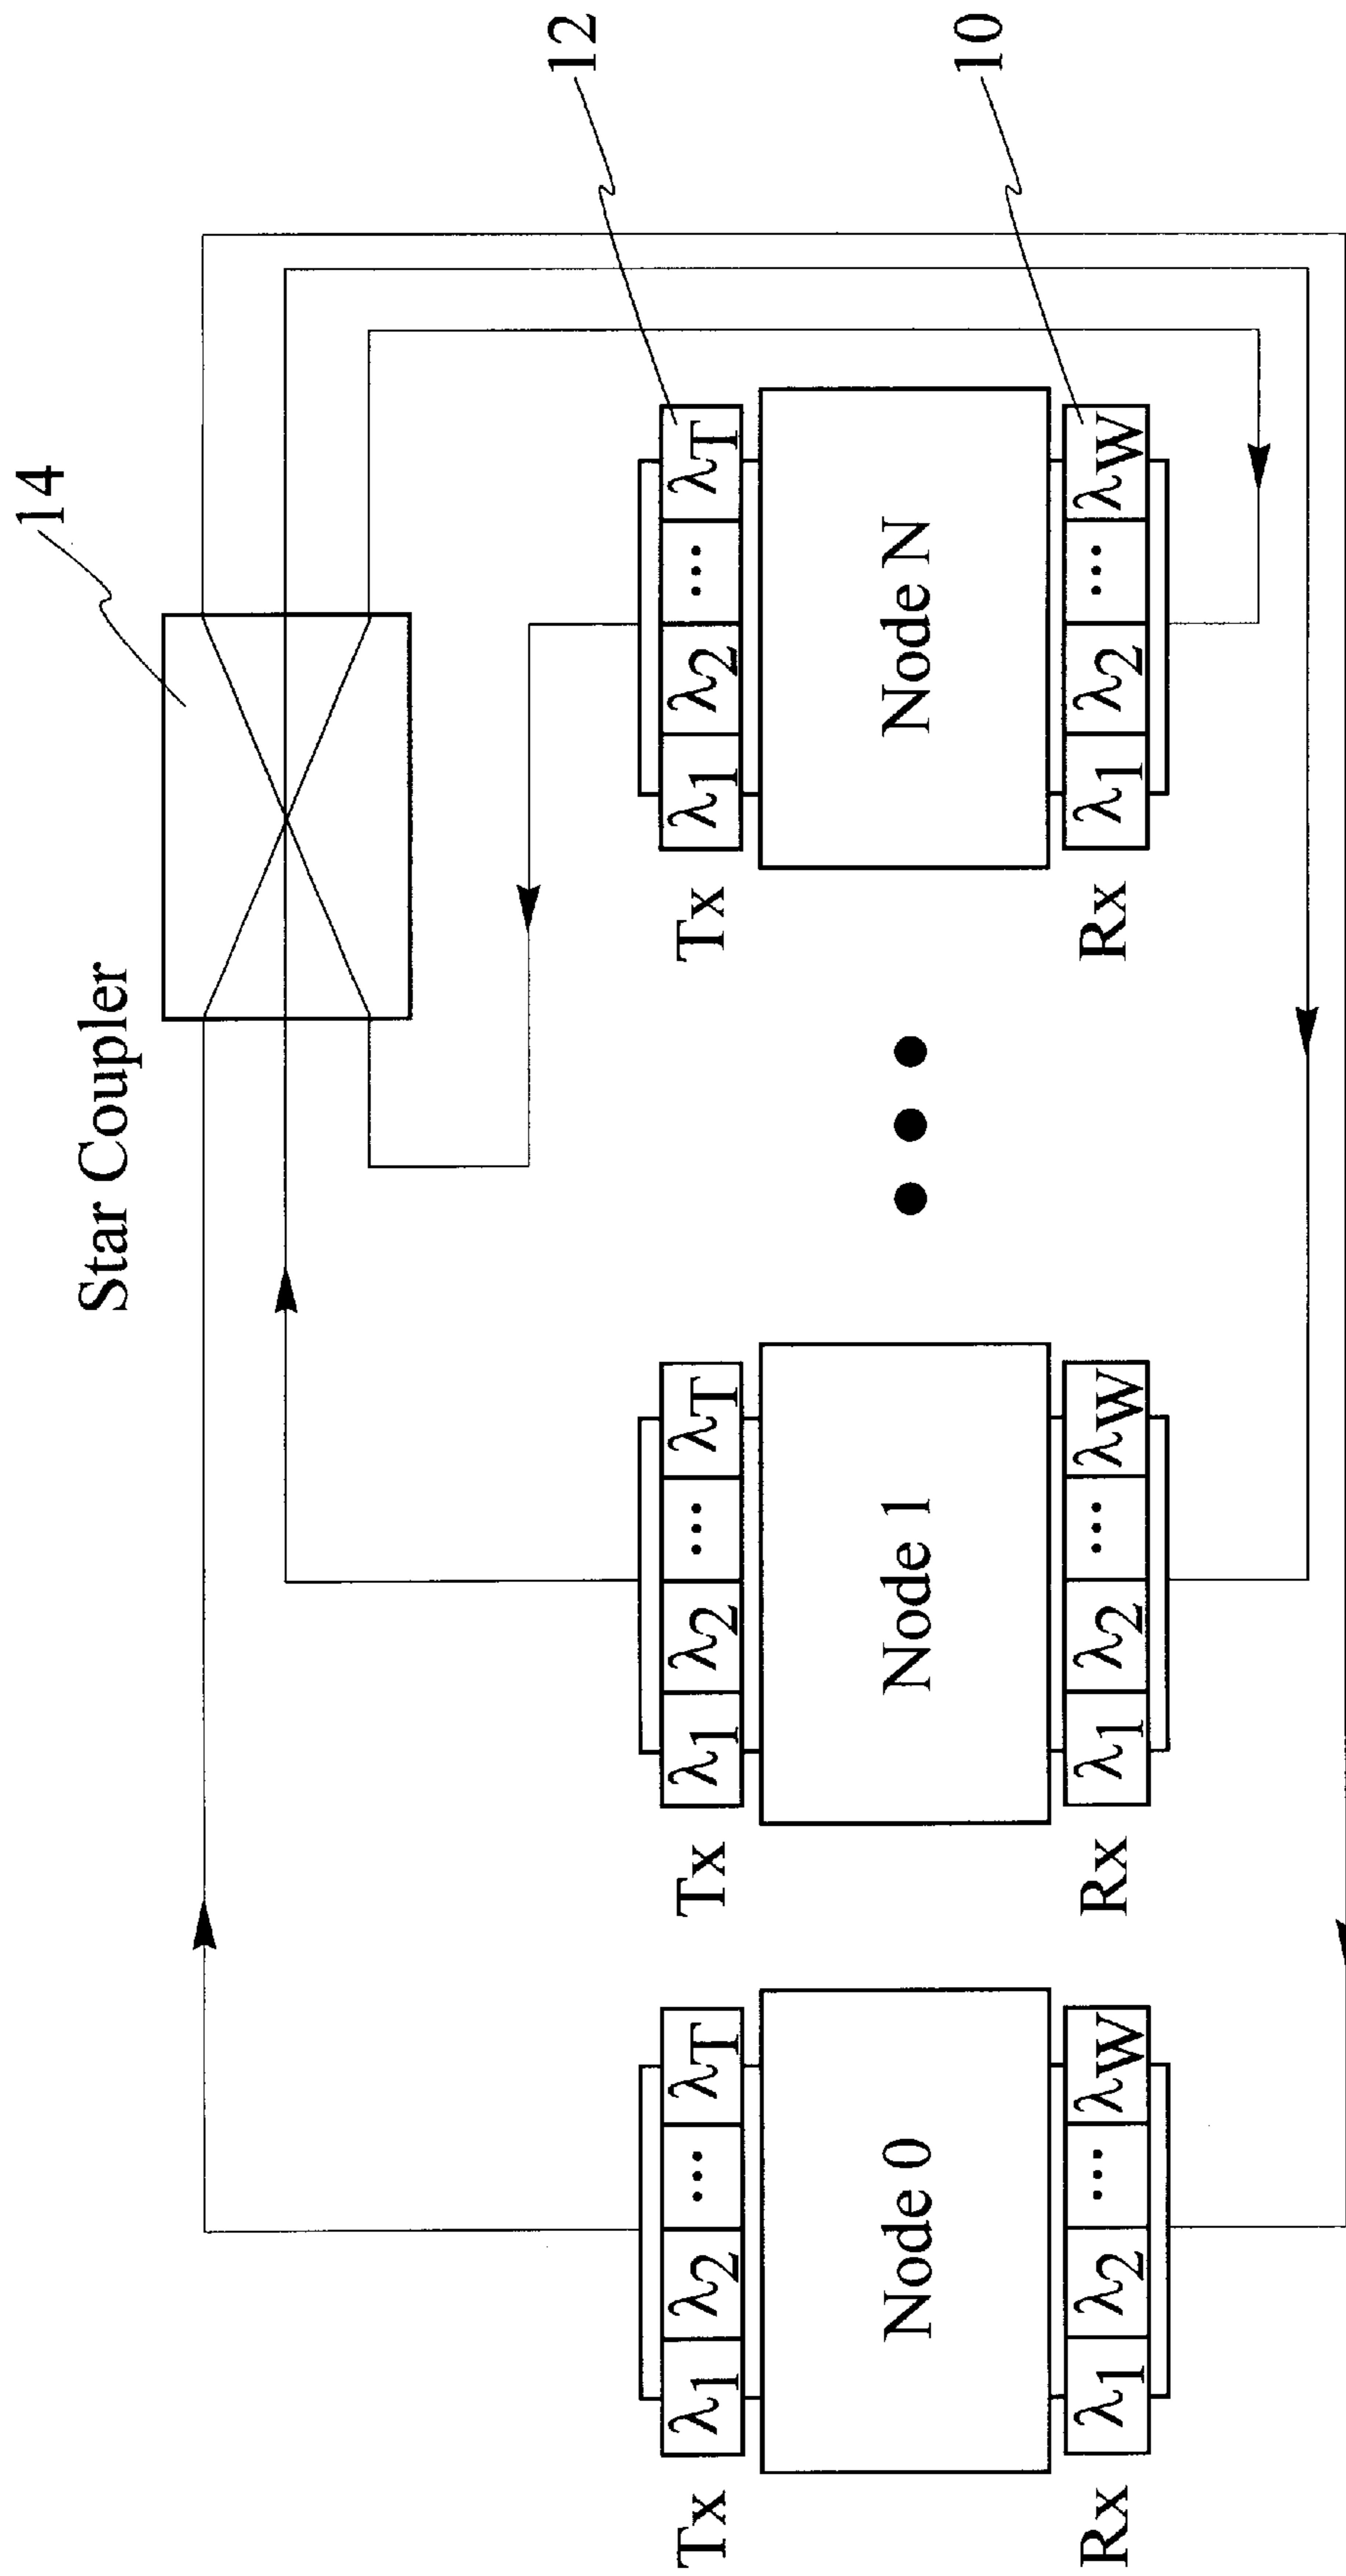 14
Star Coupler
12
Tx λ1 λ2 ... λT
Tx λ1 λ2 ... λT
Tx λ1 λ2 ... λT
Node 0
Node 1
Node N
10
Rx λ1 λ2 ... λW
Rx λ1 λ2 ... λW
Rx λ1 λ2 ... λW